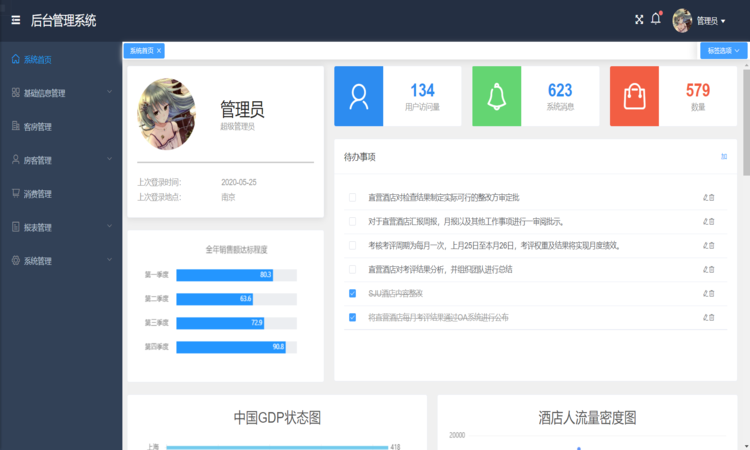 后台管理系统
管理员
系统首页
基础信息管理
客房管理
房客管理
消费管理
报表管理
系统管理
系统首页 ×
标签选项
管理员
超级管理员
上次登录时间:
2020-05-25
上次登录地点:
南京
134
用户访问量
623
系统消息
579
数量
待办事项
加
直营酒店对检查结果制定实际可行的整改方审定批
对于直营酒店汇报周报，月报以及其他工作事项进行一审阅批示。
考核考评周期为每月一次，上月25日至本月26日，考评权重及结果将实现月度绩效。
直营酒店对考评结果分析，并组织团队进行总结
SJU酒店内容整改
将直营酒店每月考评结果通过OA系统进行公布
全年销售额达标程度
第一季度
80.3
第二季度
63.6
第三季度
72.9
第四季度
90.8
中国GDP状态图
上海
418
酒店人流量密度图
20000